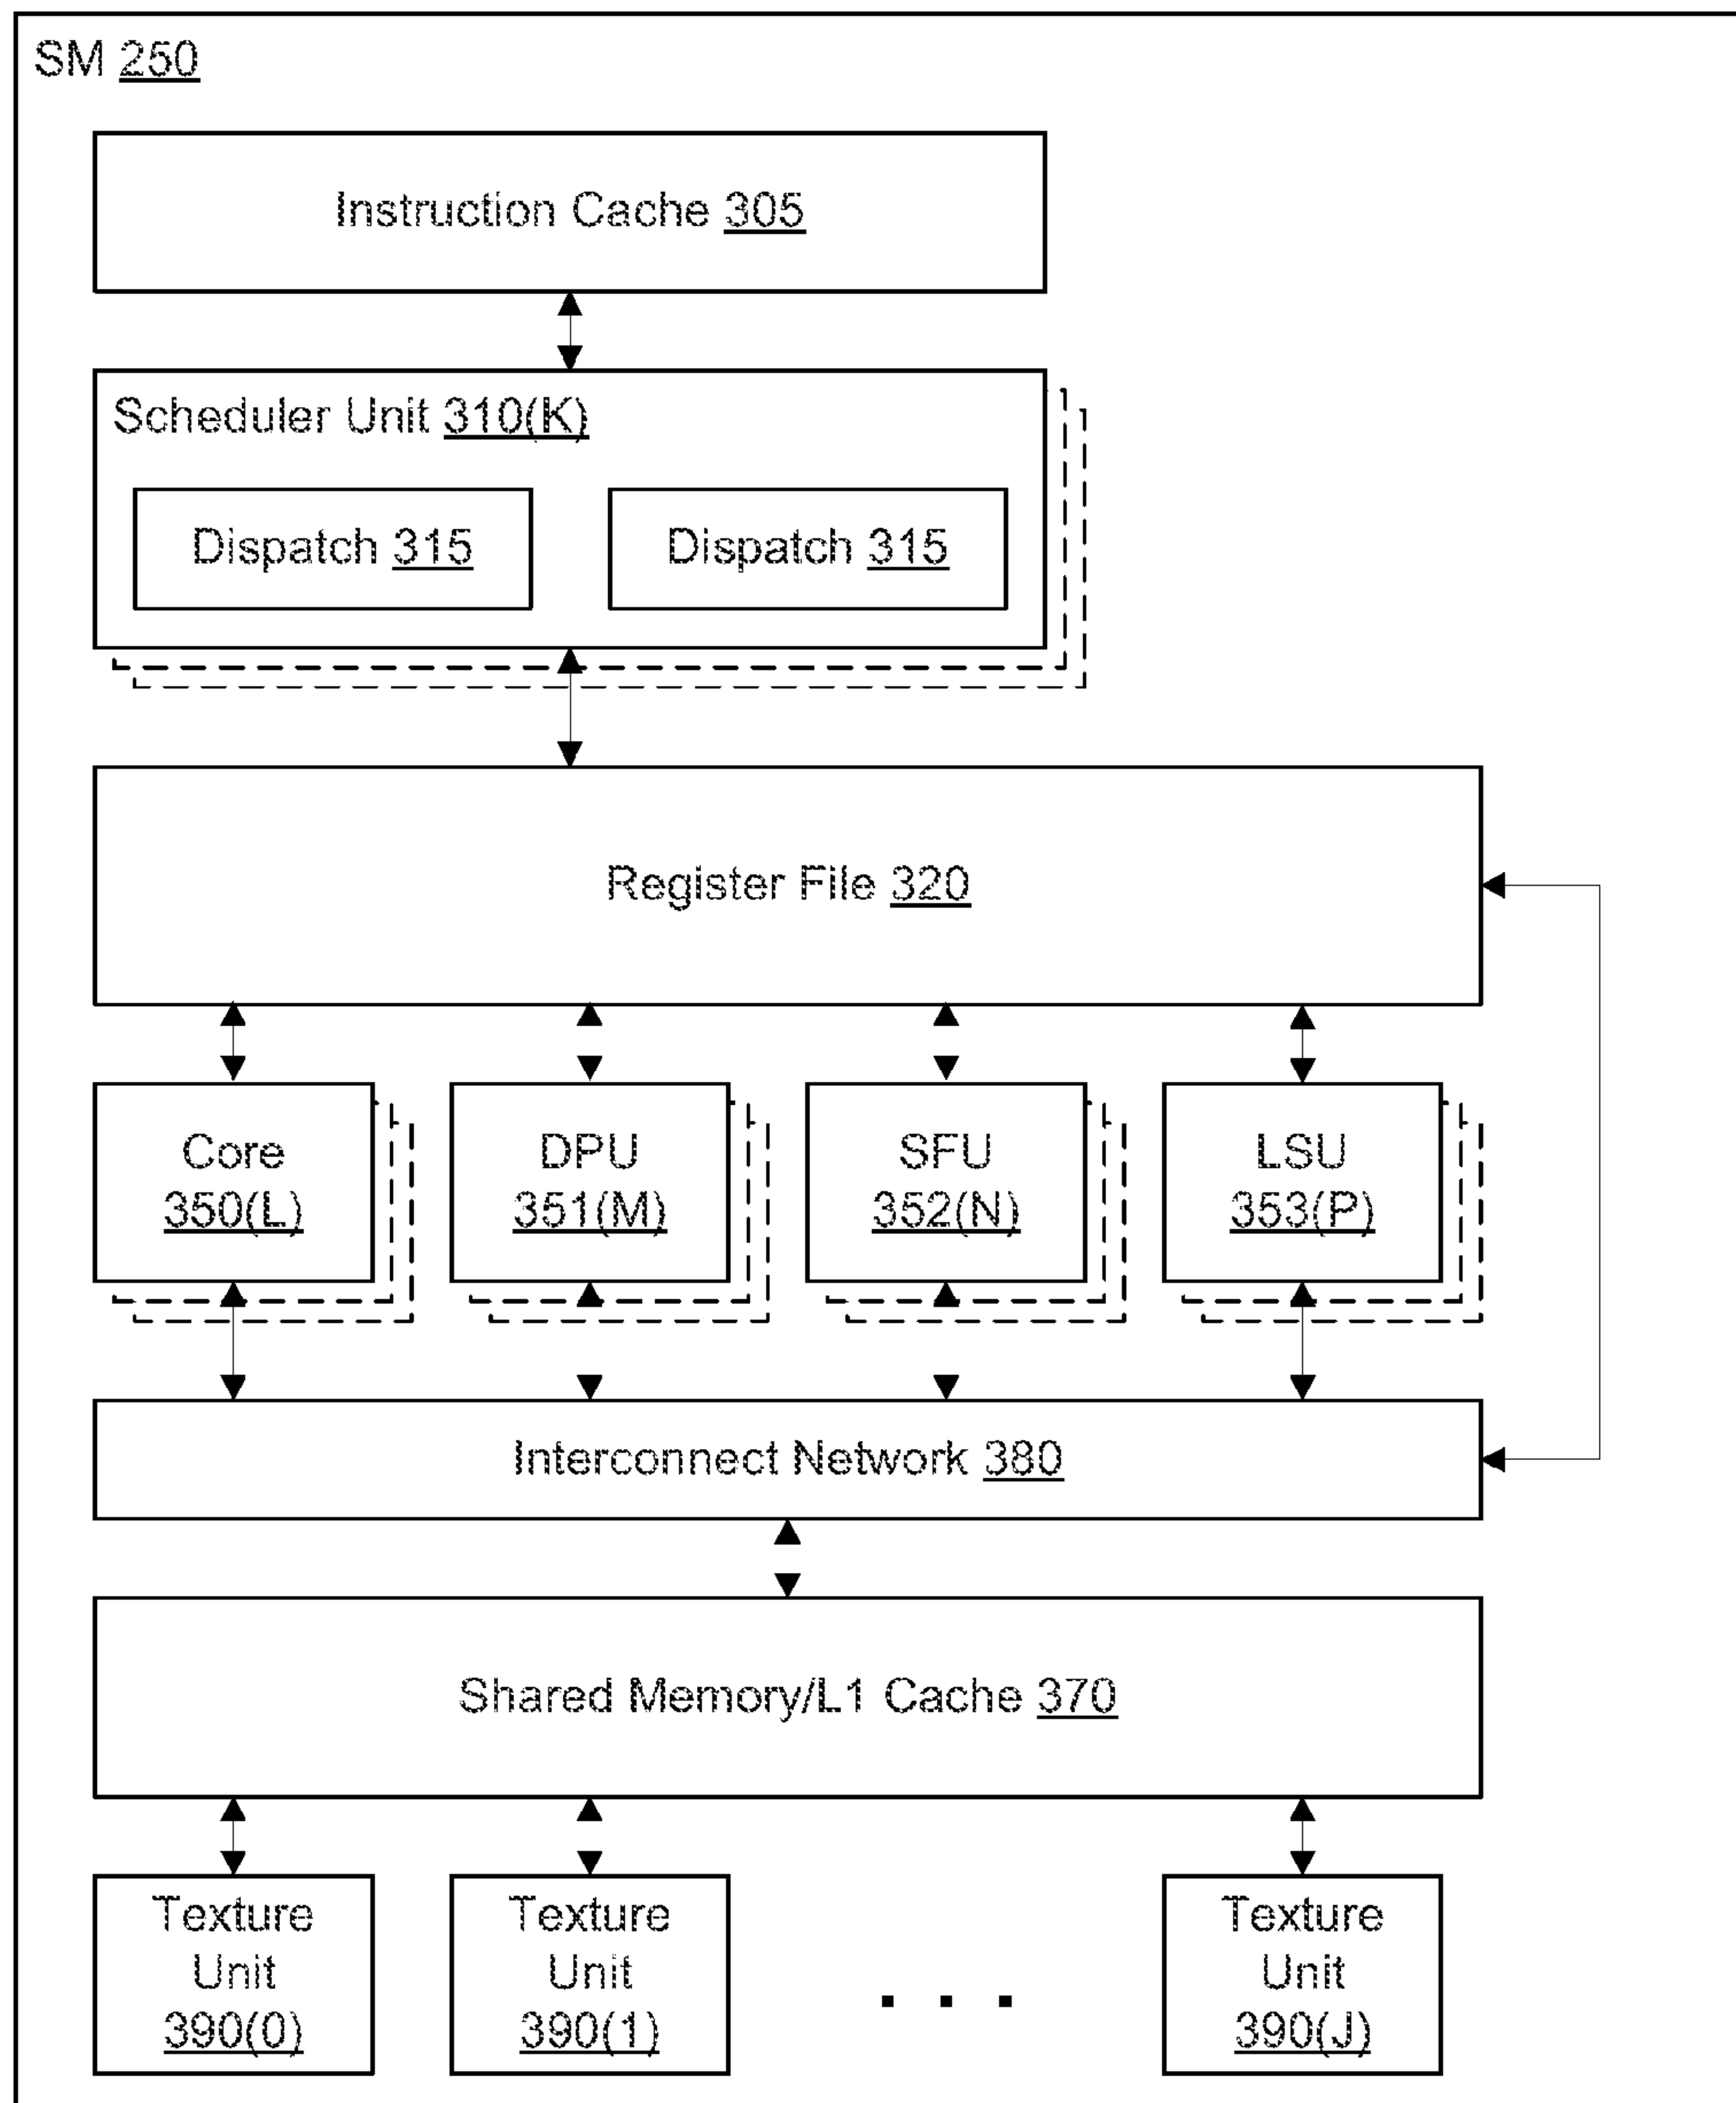 SM 250
Instruction Cache 305
Scheduler Unit 310(K)
Dispatch 315
Dispatch 315
Register File 320
Core
350(L)
DPU
351(M)
SFU
352(N)
LSU
353(P)
Interconnect Network 380
Shared Memory/L1 Cache 370
Texture
Unit
390(0)
Texture
Unit
390(1)
. . .
Texture
Unit
390(J)